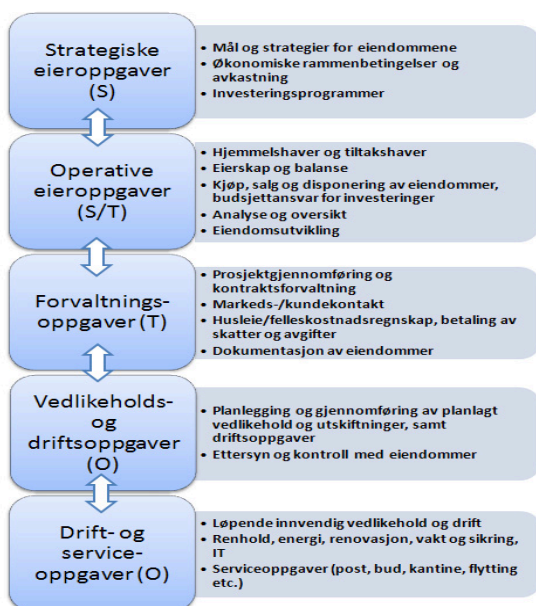 Strategiske
eieroppgaver
(S)
• Mål og strategier for eiendommene
• Økonomiske rammenbetingelser og
avkastning
• Investeringsprogrammer
Operative
eieroppgaver
(S/T)
• Hjemmelshaver og tiltakshaver
• Eierskap og balanse
• Kjøp, salg og disponering av eiendommer,
budsjettansvar for investeringer
• Analyse og oversikt
• Eiendomsutvikling
Forvaltnings-
oppgaver (T)
• Prosjektgjennomføring og
kontraktsforvaltning
• Markeds-/kundekontakt
• Husleie/felleskostnadsregnskap, betaling av
skatter og avgifter
• Dokumentasjon av eiendommer
Vedlikeholds-
og
driftsoppgaver
(O)
• Planlegging og gjennomføring av planlagt
vedlikehold og utskiftninger, samt
driftsoppgaver
• Ettersyn og kontroll med eiendommer
Drift- og
service-
oppgaver (O)
• Løpende innvendig vedlikehold og drift
• Renhold, energi, renovasjon, vakt og sikring,
IT
• Serviceoppgaver (post, bud, kantine, flytting
etc.)